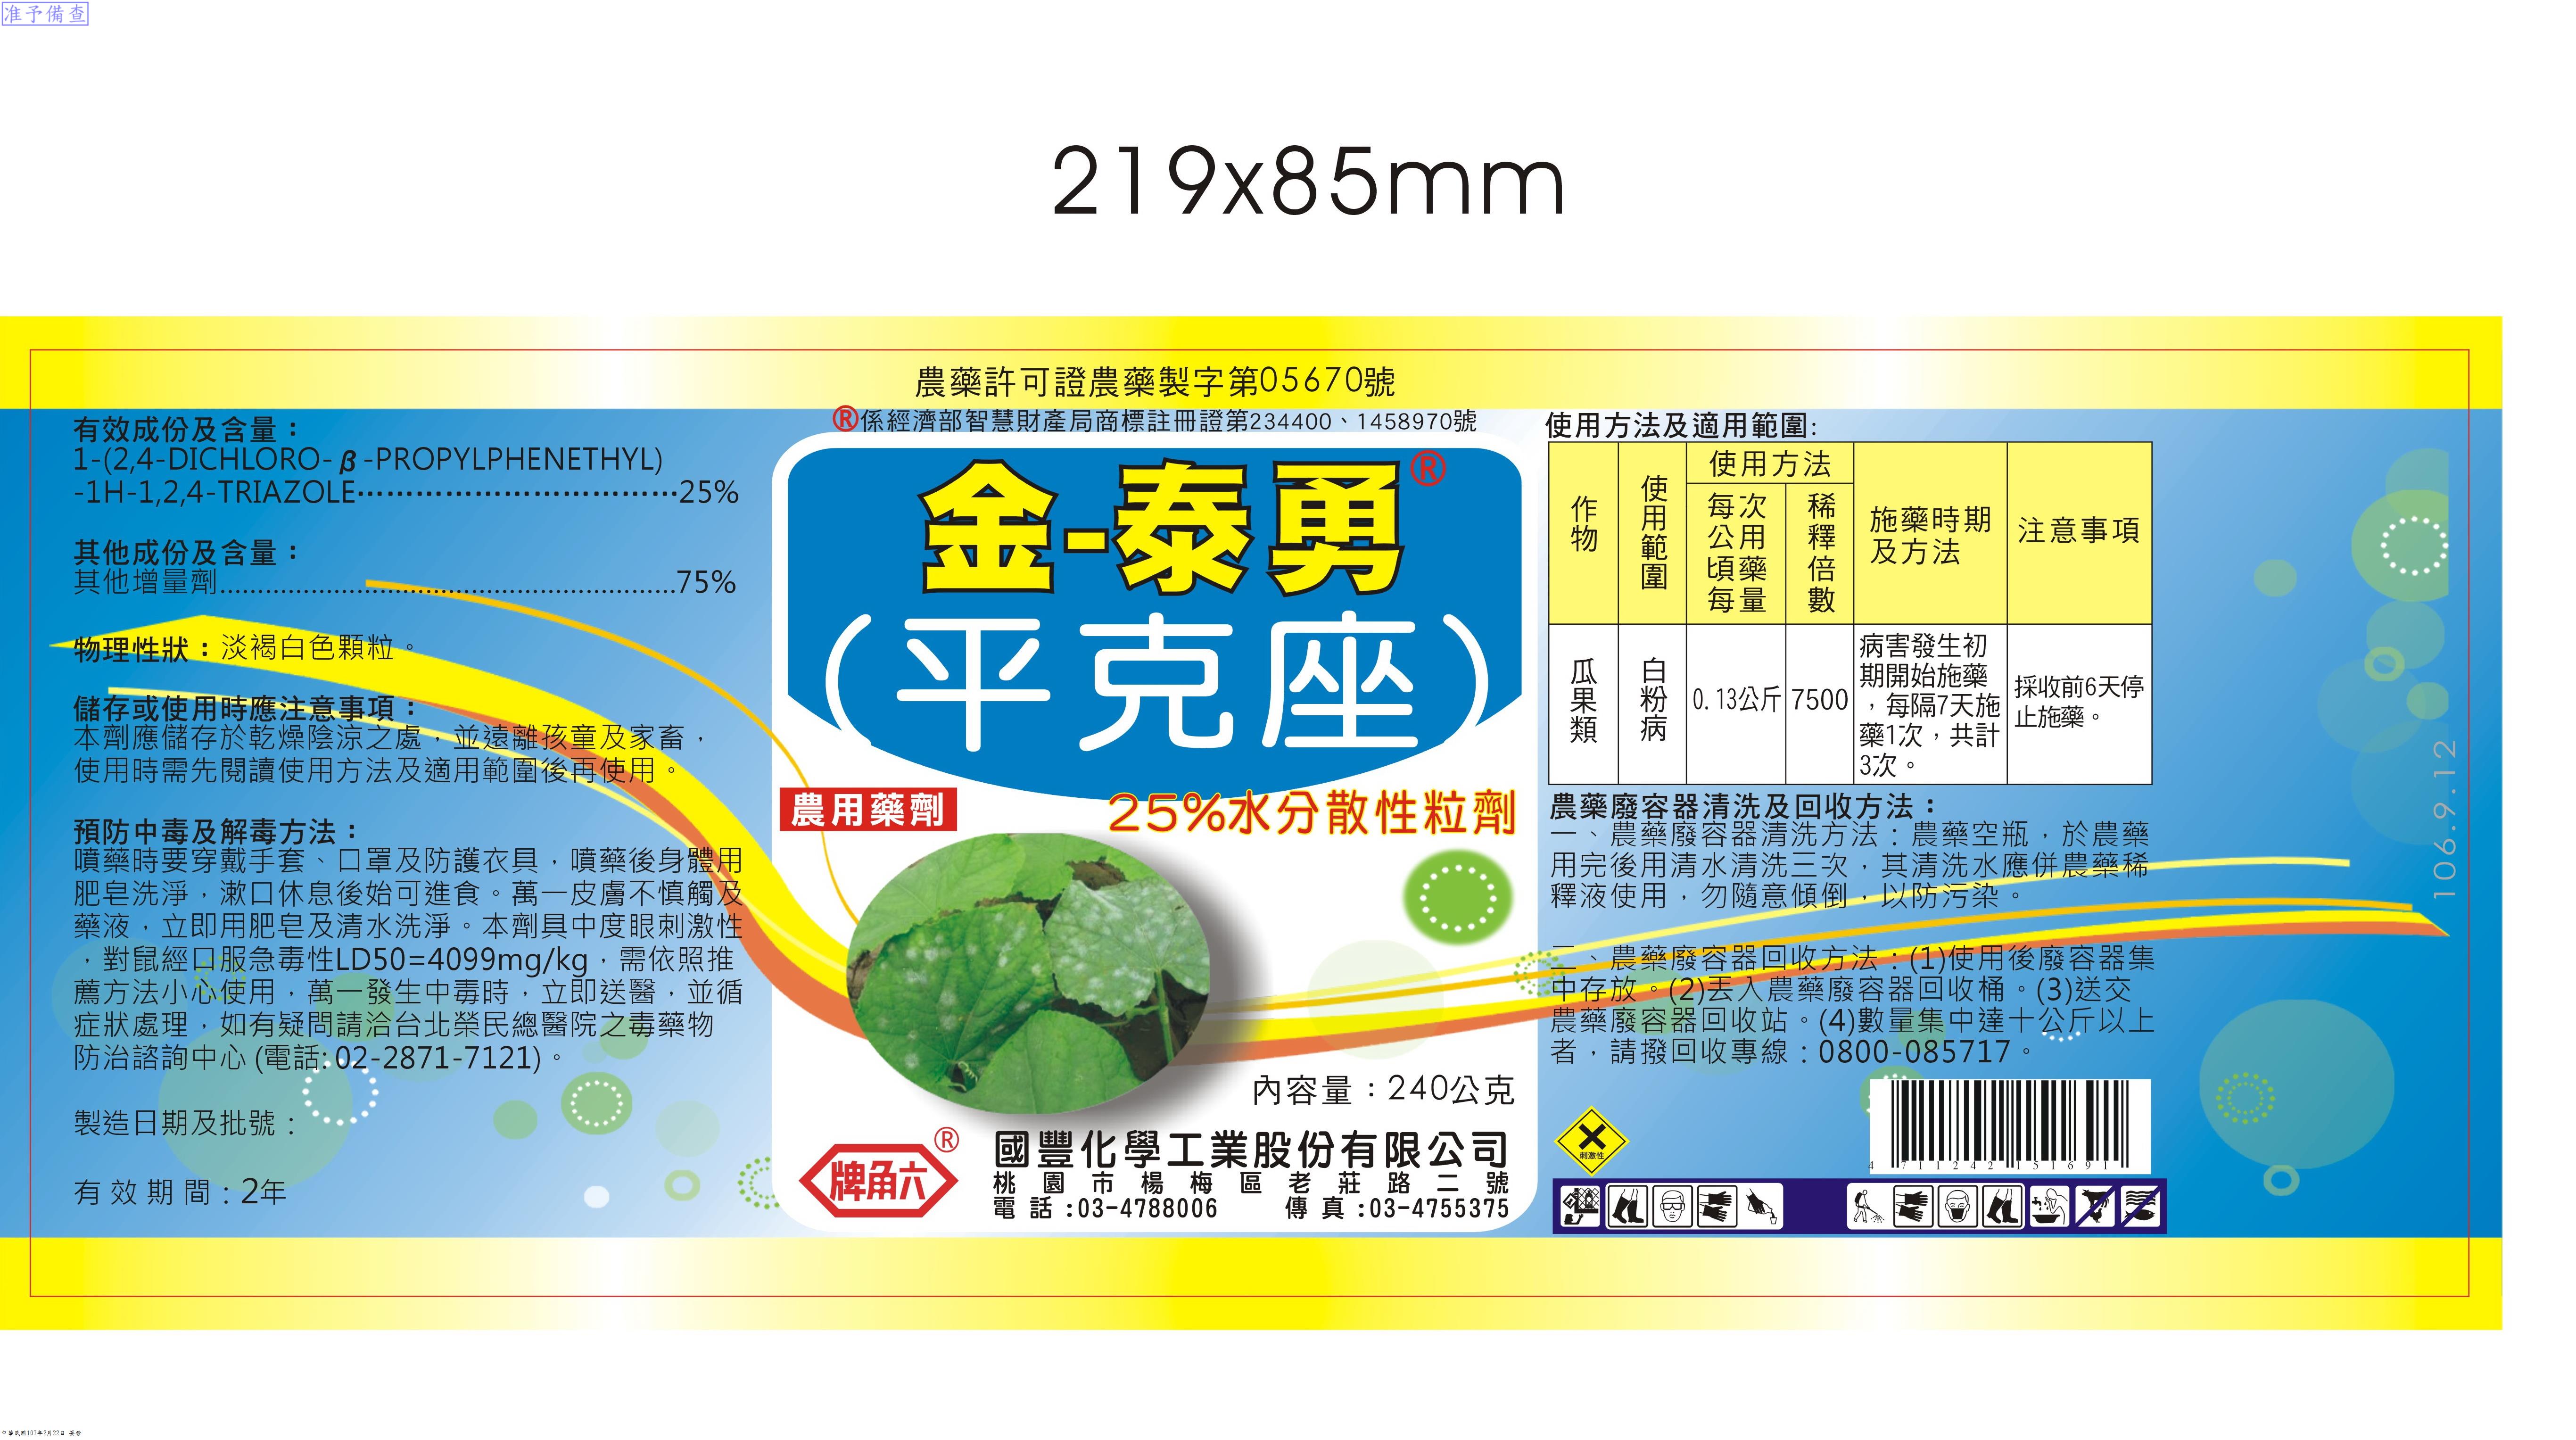 准予備查
219x85mm
農藥許可證農藥製字第05670號
®係經濟部智慧財產局商標註冊證第234400、1458970號
有效成份及含量：
1-(2,4-DICHLORO-β-PROPYLPHENETHYL)
-1H-1,2,4-TRIAZOLE………………………………25%
其他成份及含量：
其他增量劑............................................................75%
物理性狀：淡褐白色顆粒。
儲存或使用時應注意事項：
本劑應儲存於乾燥陰涼之處，並遠離孩童及家畜，
使用時需先閱讀使用方法及適用範圍後再使用。
預防中毒及解毒方法：
噴藥時要穿戴手套、口罩及防護衣具，噴藥後身體用
肥皂洗淨，漱口休息後始可進食。萬一皮膚不慎觸及
藥液，立即用肥皂及清水洗淨。本劑具中度眼刺激性
，對鼠經口服急毒性LD50=4099mg/kg，需依照推
薦方法小心使用，萬一發生中毒時，立即送醫，並循
症狀處理，如有疑問請洽台北榮民總醫院之毒藥物
防治諮詢中心 (電話: 02-2871-7121)。
製造日期及批號：
有效期間：2年
金-泰勇®
(平克座)
農用藥劑
25%水分散性粒劑
內容量：240公克
牌角六®
國豐化學工業股份有限公司
桃園市楊梅區老莊路二號
電話:03-4788006 傳真:03-4755375
使用方法及適用範圍:
作物
使用範圍
使用方法
每公頃每次用藥量
稀釋倍數
施藥時期
及方法
注意事項
瓜果類
白粉病
0.13公斤
7500
病害發生初
期開始施藥
，每隔7天施
藥1次，共計
3次。
採收前6天停
止施藥。
農藥廢容器清洗及回收方法：
一、農藥廢容器清洗方法：農藥空瓶，於農藥
用完後用清水清洗三次，其清洗水應併農藥稀
釋液使用，勿隨意傾倒，以防污染。
二、農藥廢容器回收方法：(1)使用後廢容器集
中存放。(2)丟入農藥廢容器回收桶。(3)送交
農藥廢容器回收站。(4)數量集中達十公斤以上
者，請撥回收專線：0800-085717。
刺激性
4 711242 151691
106.9.12
中華民國107年2月22日